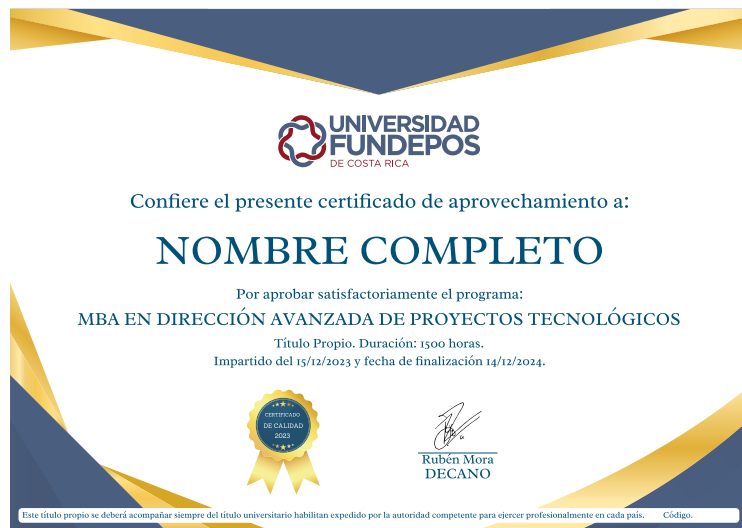 UNIVERSIDAD
FUNDEPOS
DE COSTA RICA
Confiere el presente certificado de aprovechamiento a:
NOMBRE COMPLETO
Por aprobar satisfactoriamente el programa:
MBA EN DIRECCIÓN AVANZADA DE PROYECTOS TECNOLÓGICOS
Título Propio. Duración: 1500 horas.
Impartido del 15/12/2023 y fecha de finalización 14/12/2024.
CERTIFICADO
DE CALIDAD
2023
Rubén Mora
DECANO
Este título propio se deberá acompañar siempre del título universitario habilitan expedido por la autoridad competente para ejercer profesionalmente en cada país. Código.